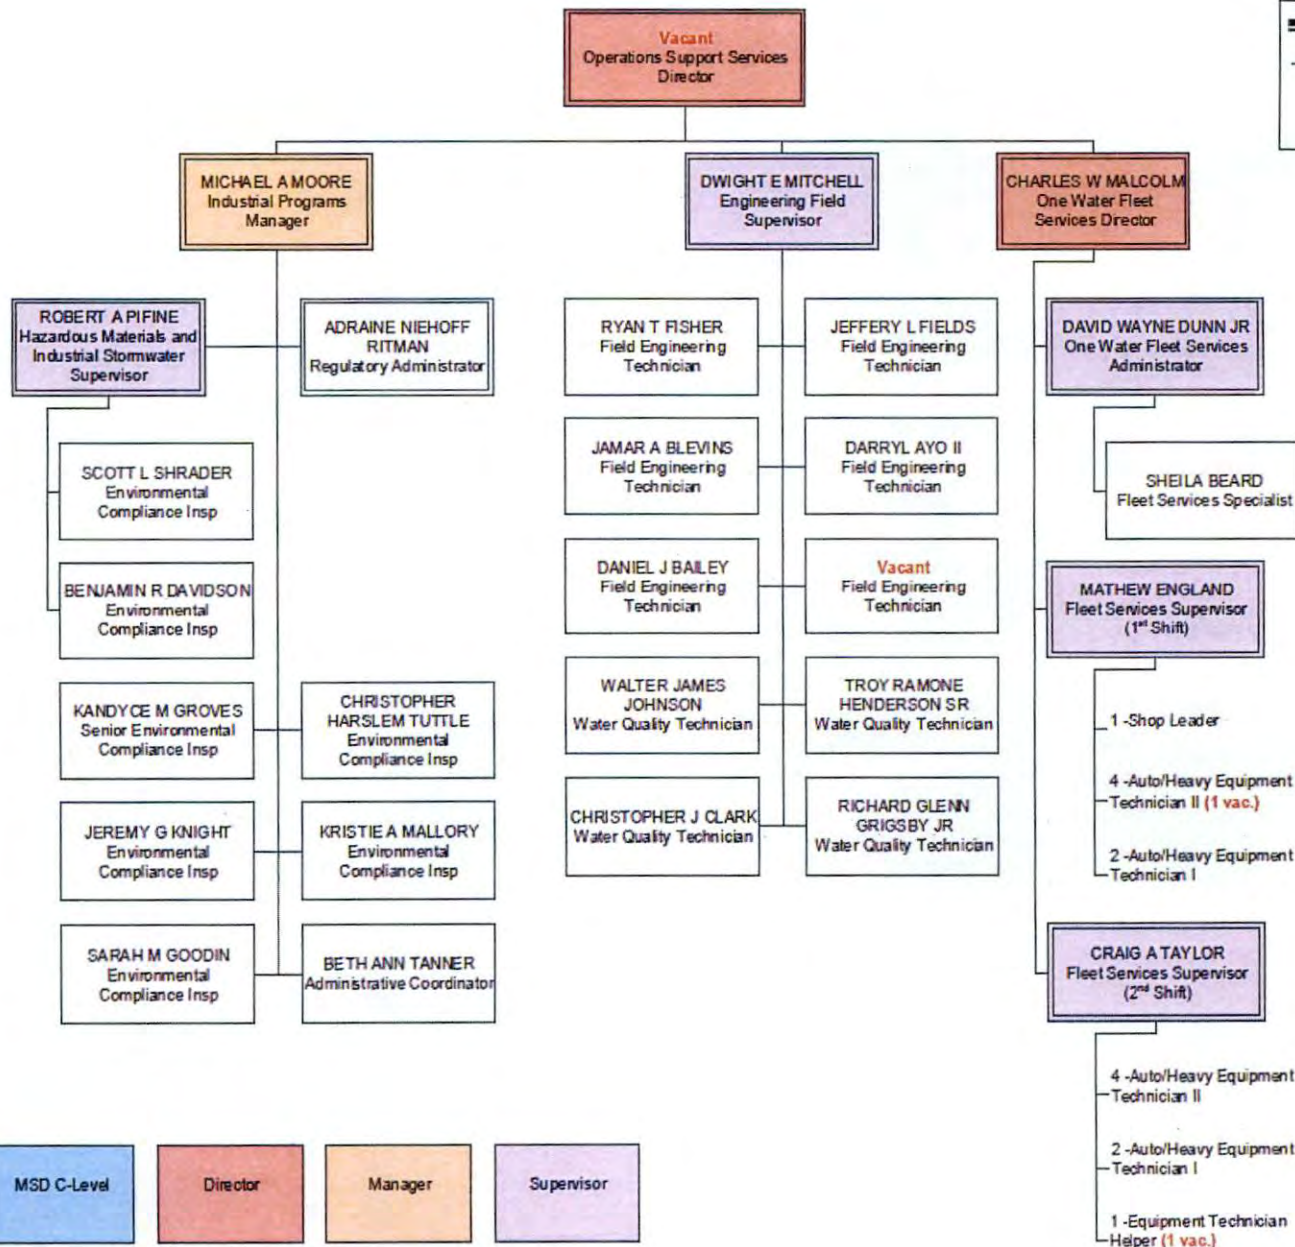 Vacant
Operations Support Services
Director
MICHAEL A MOORE
Industrial Programs
Manager
DWIGHT E MITCHELL
Engineering Field
Supervisor
CHARLES W MALCOLM
One Water Fleet
Services Director
ROBERT A PIFINE
Hazardous Materials and
Industrial Stormwater
Supervisor
ADRAINE NIEHOFF
RITMAN
Regulatory Administrator
RYAN T FISHER
Field Engineering
Technician
JEFFERY L FIELDS
Field Engineering
Technician
DAVID WAYNE DUNN JR
One Water Fleet Services
Administrator
SCOTT L SHRADER
Environmental
Compliance Insp
JAMAR A BLEVINS
Field Engineering
Technician
DARRYL AYO II
Field Engineering
Technician
SHEILA BEARD
Fleet Services Specialist
BENJAMIN R DAVIDSON
Environmental
Compliance Insp
DANIEL J BAILEY
Field Engineering
Technician
Vacant
Field Engineering
Technician
MATHEW ENGLAND
Fleet Services Supervisor
(1st Shift)
KANDYCE M GROVES
Senior Environmental
Compliance Insp
CHRISTOPHER
HARSLEM TUTTLE
Environmental
Compliance Insp
WALTER JAMES
JOHNSON
Water Quality Technician
TROY RAMONE
HENDERSON SR
Water Quality Technician
1 -Shop Leader
4 -Auto/Heavy Equipment
Technician II (1 vac.)
2 -Auto/Heavy Equipment
Technician I
JEREMY G KNIGHT
Environmental
Compliance Insp
KRISTIE A MALLORY
Environmental
Compliance Insp
CHRISTOPHER J CLARK
Water Quality Technician
RICHARD GLENN
GRIGSBY JR
Water Quality Technician
SARAH M GOODIN
Environmental
Compliance Insp
BETH ANN TANNER
Administrative Coordinator
CRAIG A TAYLOR
Fleet Services Supervisor
(2nd Shift)
4 -Auto/Heavy Equipment
Technician II
2 -Auto/Heavy Equipment
Technician I
1 -Equipment Technician
Helper (1 vac.)
MSD C-Level
Director
Manager
Supervisor